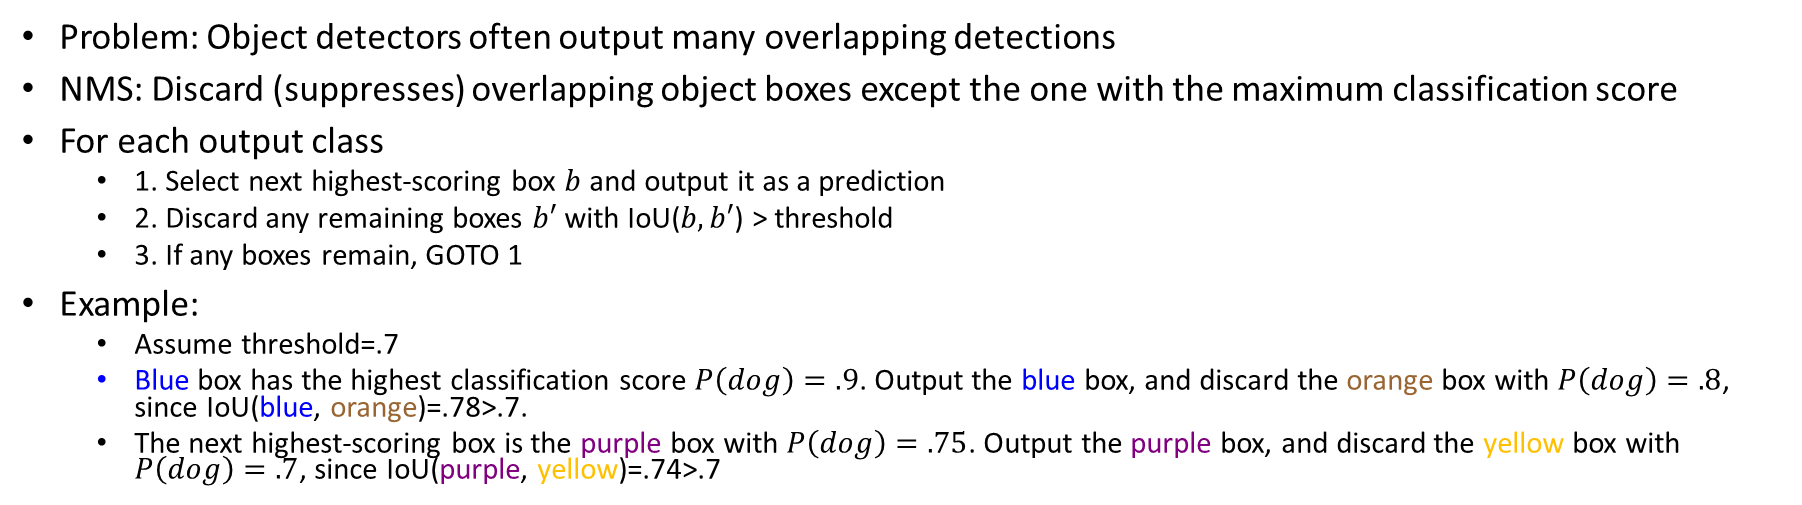 • Problem: Object detectors often output many overlapping detections
• NMS: Discard (suppresses) overlapping object boxes except the one with the maximum classification score
• For each output class
• 1. Select next highest-scoring box 𝑏 and output it as a prediction
• 2. Discard any remaining boxes 𝑏′ with IoU(𝑏, 𝑏′) > threshold
• 3. If any boxes remain, GOTO 1
• Example:
• Assume threshold=.7
• Blue box has the highest classification score 𝑃(𝑑𝑜𝑔) = .9. Output the blue box, and discard the orange box with 𝑃(𝑑𝑜𝑔) = .8,
since IoU(blue, orange)=.78>.7.
• The next highest-scoring box is the purple box with 𝑃(𝑑𝑜𝑔) = .75. Output the purple box, and discard the yellow box with
𝑃(𝑑𝑜𝑔) = .7, since IoU(purple, yellow)=.74>.7